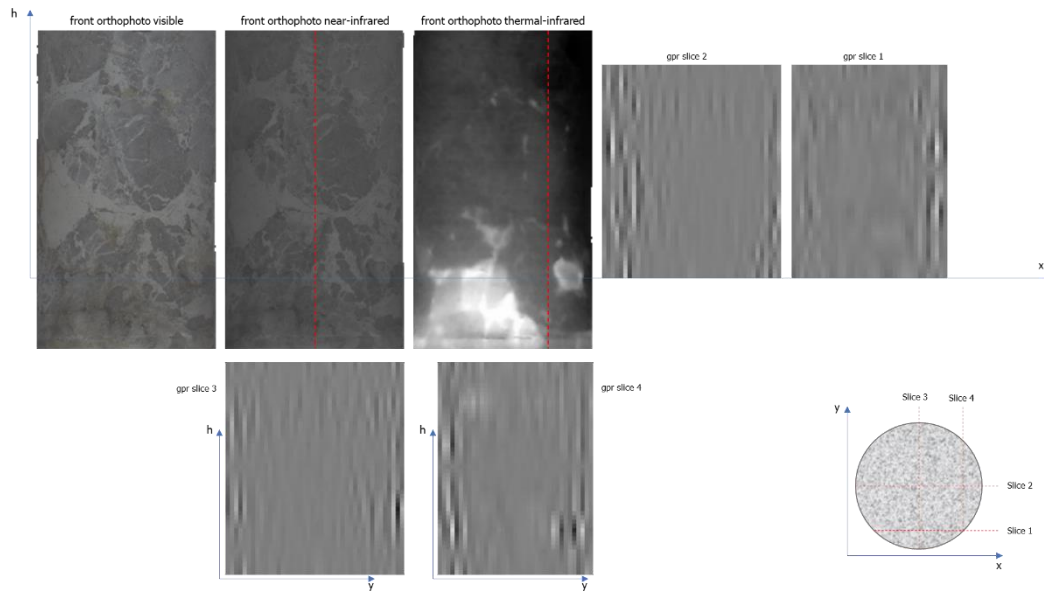 h
front orthophoto visible
front orthophoto near-infrared
front orthophoto thermal-infrared
gpr slice 2
gpr slice 1
x
gpr slice 3
h
y
h
gpr slice 4
y
y
Slice 3
Slice 4
Slice 2
Slice 1
x